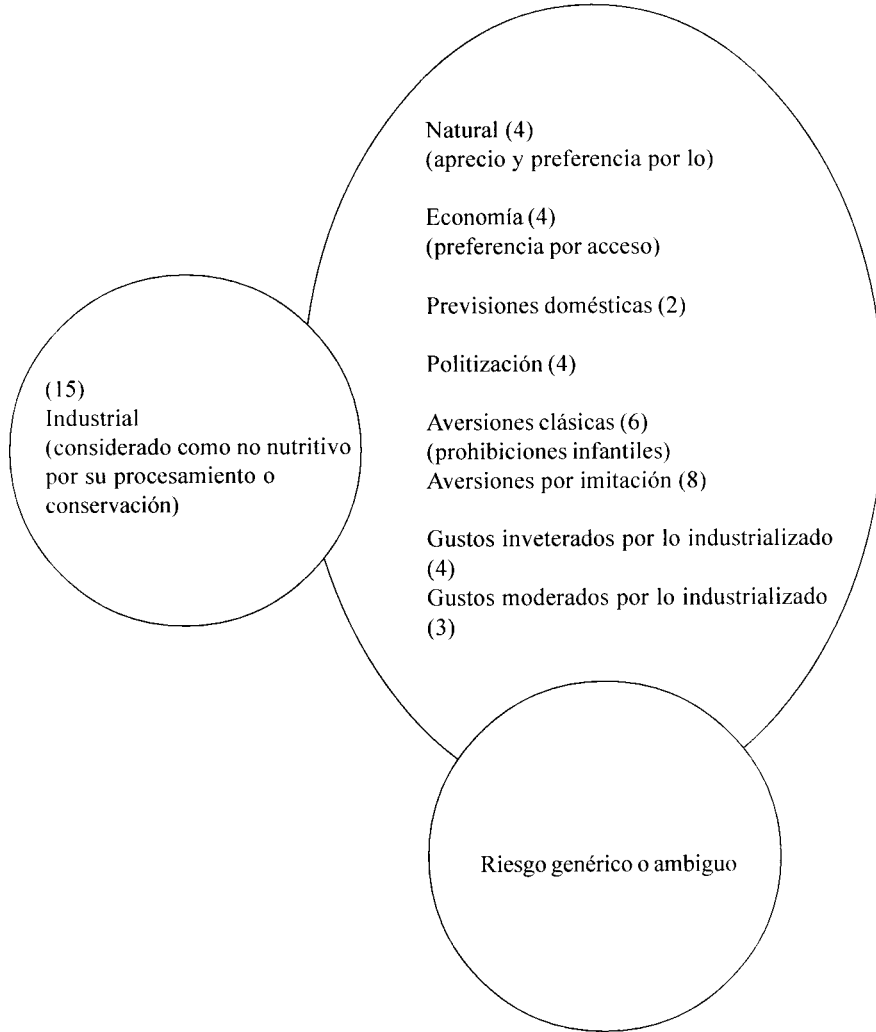 Natural (4)
(aprecio y preferencia por lo)
Economía (4)
(preferencia por acceso)
Previsiones domésticas (2)
Politización (4)
Aversiones clásicas (6)
(prohibiciones infantiles)
Aversiones por imitación (8)
Gustos inveterados por lo industrializado
(4)
Gustos moderados por lo industrializado
(3)
(15)
Industrial
(considerado como no nutritivo
por su procesamiento o
conservación)
Riesgo genérico o ambiguo